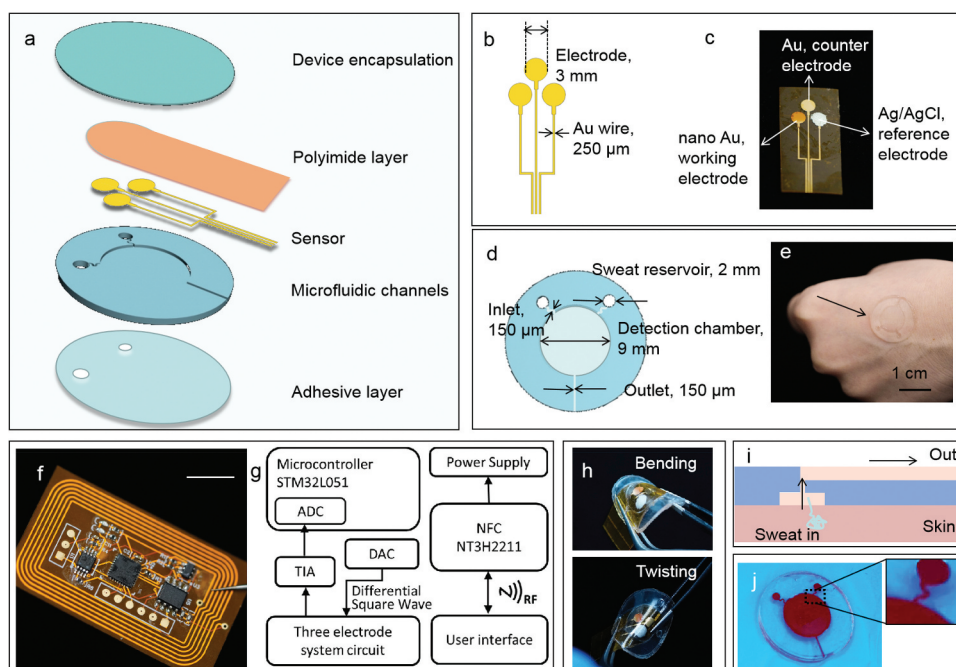 a
Device encapsulation
Polyimide layer
Sensor
Microfluidic channels
Adhesive layer
b
Electrode,
3 mm
Au wire,
250 µm
c
Au, counter
electrode
nano Au,
working
electrode
Ag/AgCl,
reference
electrode
d
Sweat reservoir, 2 mm
Inlet,
150 µm
Detection chamber,
9 mm
Outlet, 150 µm
e
1 cm
f
g
Microcontroller
STM32L051
ADC
TIA
DAC
Differential
Square Wave
Three electrode
system circuit
Power Supply
NFC
NT3H2211
RF
User interface
h
Bending
Twisting
i
Out
Sweat in
Skin
j